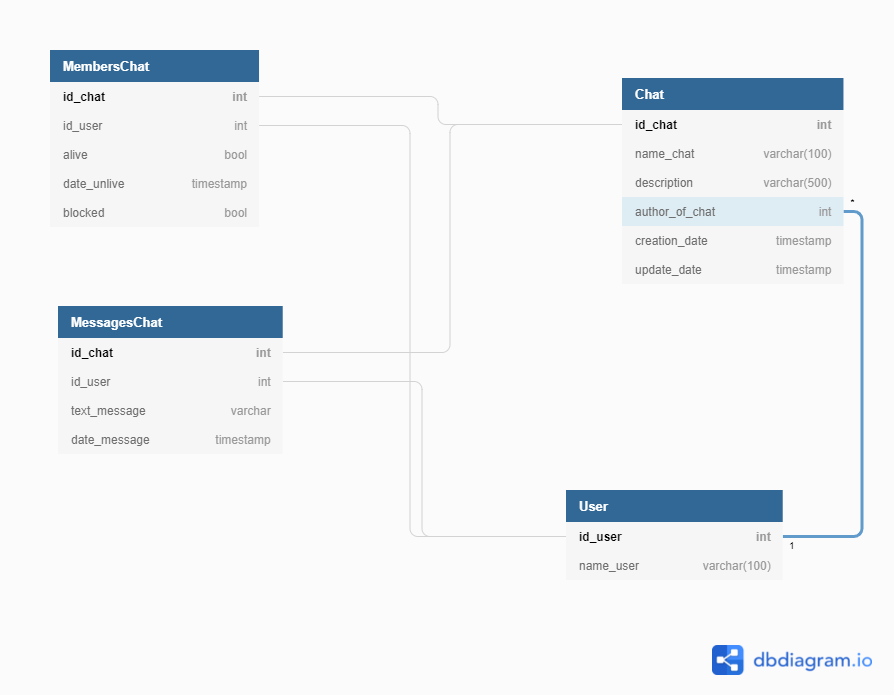 MembersChat
id_chat int
id_user int
alive bool
date_unlive timestamp
blocked bool
Chat
id_chat int
name_chat varchar(100)
description varchar(500)
author_of_chat int
creation_date timestamp
update_date timestamp
*
MessagesChat
id_chat int
id_user int
text_message varchar
date_message timestamp
User
id_user int
name_user varchar(100)
1
dbdiagram.io